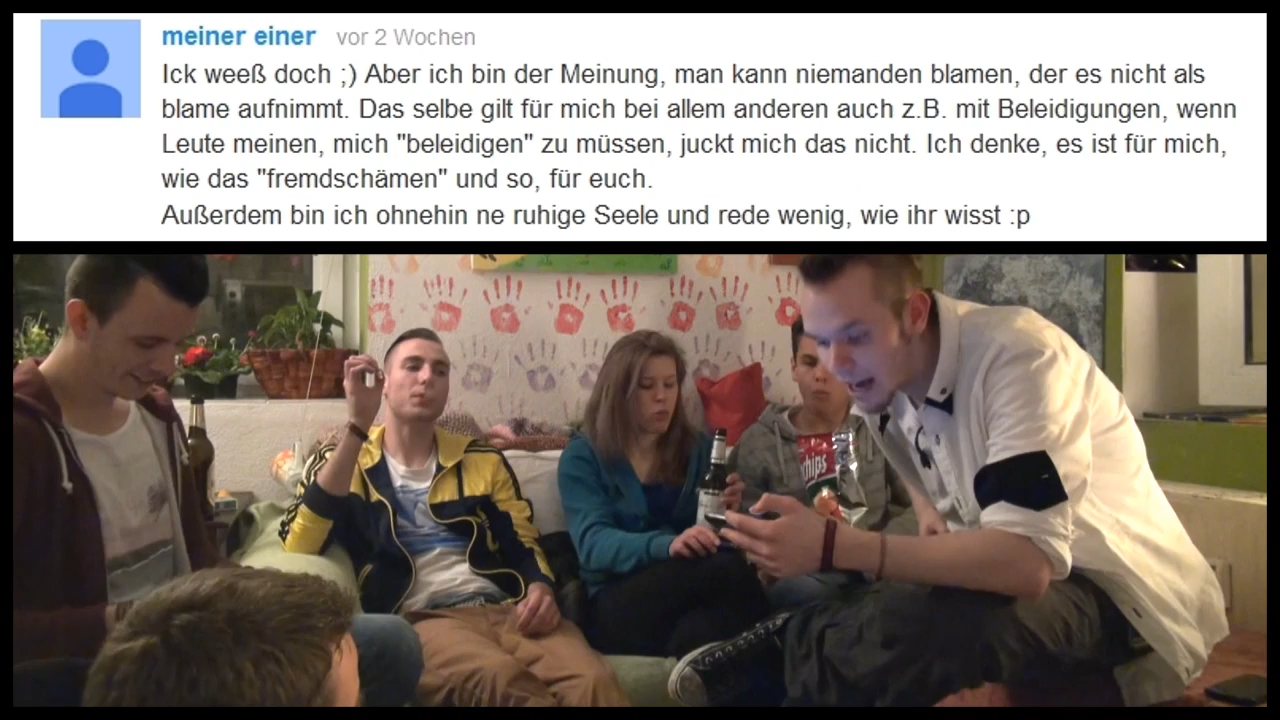 meiner einer vor 2 Wochen
Ick weeß doch ;) Aber ich bin der Meinung, man kann niemanden blamen, der es nicht als
blame aufnimmt. Das selbe gilt für mich bei allem anderen auch z.B. mit Beleidigungen, wenn
Leute meinen, mich "beleidigen" zu müssen, juckt mich das nicht. Ich denke, es ist für mich,
wie das "fremdschämen" und so, für euch.
Außerdem bin ich ohnehin ne ruhige Seele und rede wenig, wie ihr wisst :p
chips